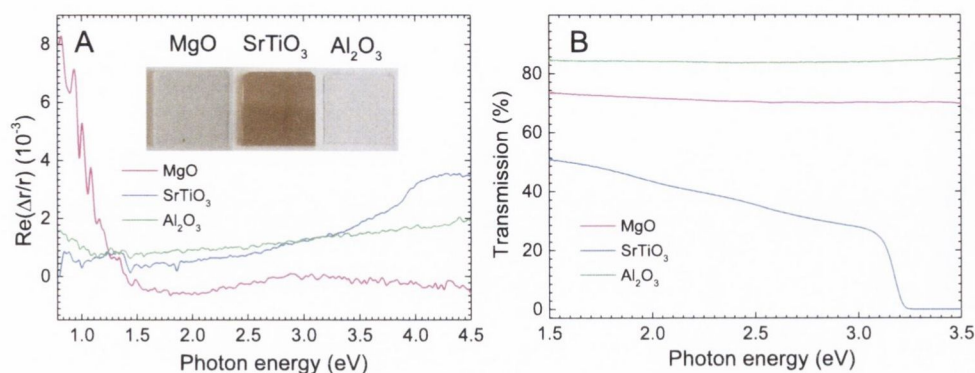 A
MgO
SrTiO₃
Al₂O₃
Re(Δr/r) (10⁻³)
8
6
4
2
0
MgO
SrTiO₃
Al₂O₃
1.0
1.5
2.0
2.5
3.0
3.5
4.0
4.5
Photon energy (eV)
B
Transmission (%)
80
60
40
20
0
MgO
SrTiO₃
Al₂O₃
1.5
2.0
2.5
3.0
3.5
Photon energy (eV)